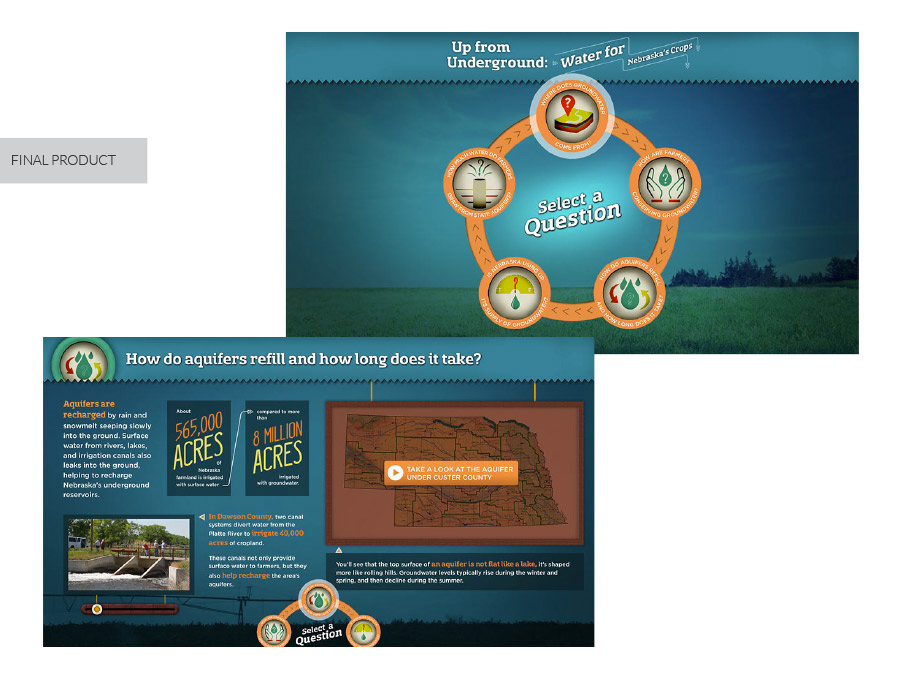 FINAL PRODUCT
Up from
Underground:
Water for
Nebraska's Crops
WHERE DOES GROUNDWATER
COME FROM?
HOW MUCH WATER DO FARMERS
DRAW FROM STATE AQUIFERS?
HOW ARE FARMERS
CONSERVING GROUNDWATER?
Select a
Question
IS NEBRASKA USING UP
ITS SUPPLY OF GROUNDWATER?
HOW DO AQUIFERS REFILL
AND HOW LONG DOES IT TAKE?
How do aquifers refill and how long does it take?
Aquifers are
recharged by rain and
snowmelt seeping slowly
into the ground. Surface
water from rivers, lakes,
and irrigation canals also
leaks into the ground,
helping to recharge
Nebraska's underground
reservoirs.
About
565,000
ACRES
of
Nebraska
farmland is irrigated
with surface water
compared to more
than
8 MILLION
ACRES
irrigated
with groundwater.
TAKE A LOOK AT THE AQUIFER
UNDER CUSTER COUNTY
In Dawson County, two canal
systems divert water from the
Platte River to irrigate 40,000
acres of cropland.
These canals not only provide
surface water to farmers, but they
also help recharge the area's
aquifers.
You'll see that the top surface of an aquifer is not flat like a lake, it's shaped
more like rolling hills. Groundwater levels typically rise during the winter and
spring, and then decline during the summer.
Select a
Question